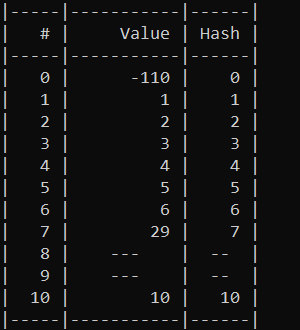 |-----|-----------|------|
|   # |     Value | Hash |
|-----|-----------|------|
|   0 |      -110 |    0 |
|   1 |         1 |    1 |
|   2 |         2 |    2 |
|   3 |         3 |    3 |
|   4 |         4 |    4 |
|   5 |         5 |    5 |
|   6 |         6 |    6 |
|   7 |        29 |    7 |
|   8 |    ---    |  --  |
|   9 |    ---    |  --  |
|  10 |        10 |   10 |
|-----|-----------|------|